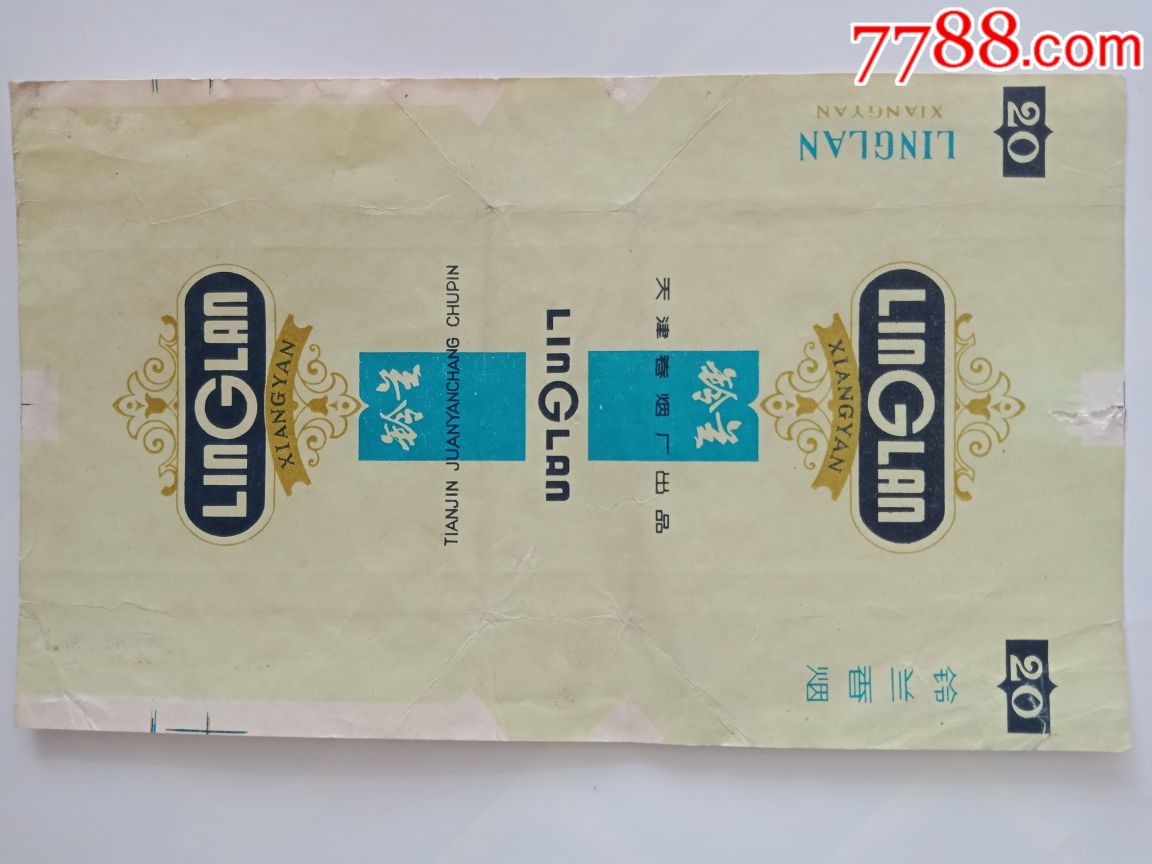 7788.com
20
LINGLAN
XIANGYAN
LINGLAN
XIANGYAN
铃兰
TIANJIN JUANYANCHANG CHUPIN
LINGLAN
天津卷烟厂出品
铃兰
LINGLAN
XIANGYAN
铃兰香烟
20